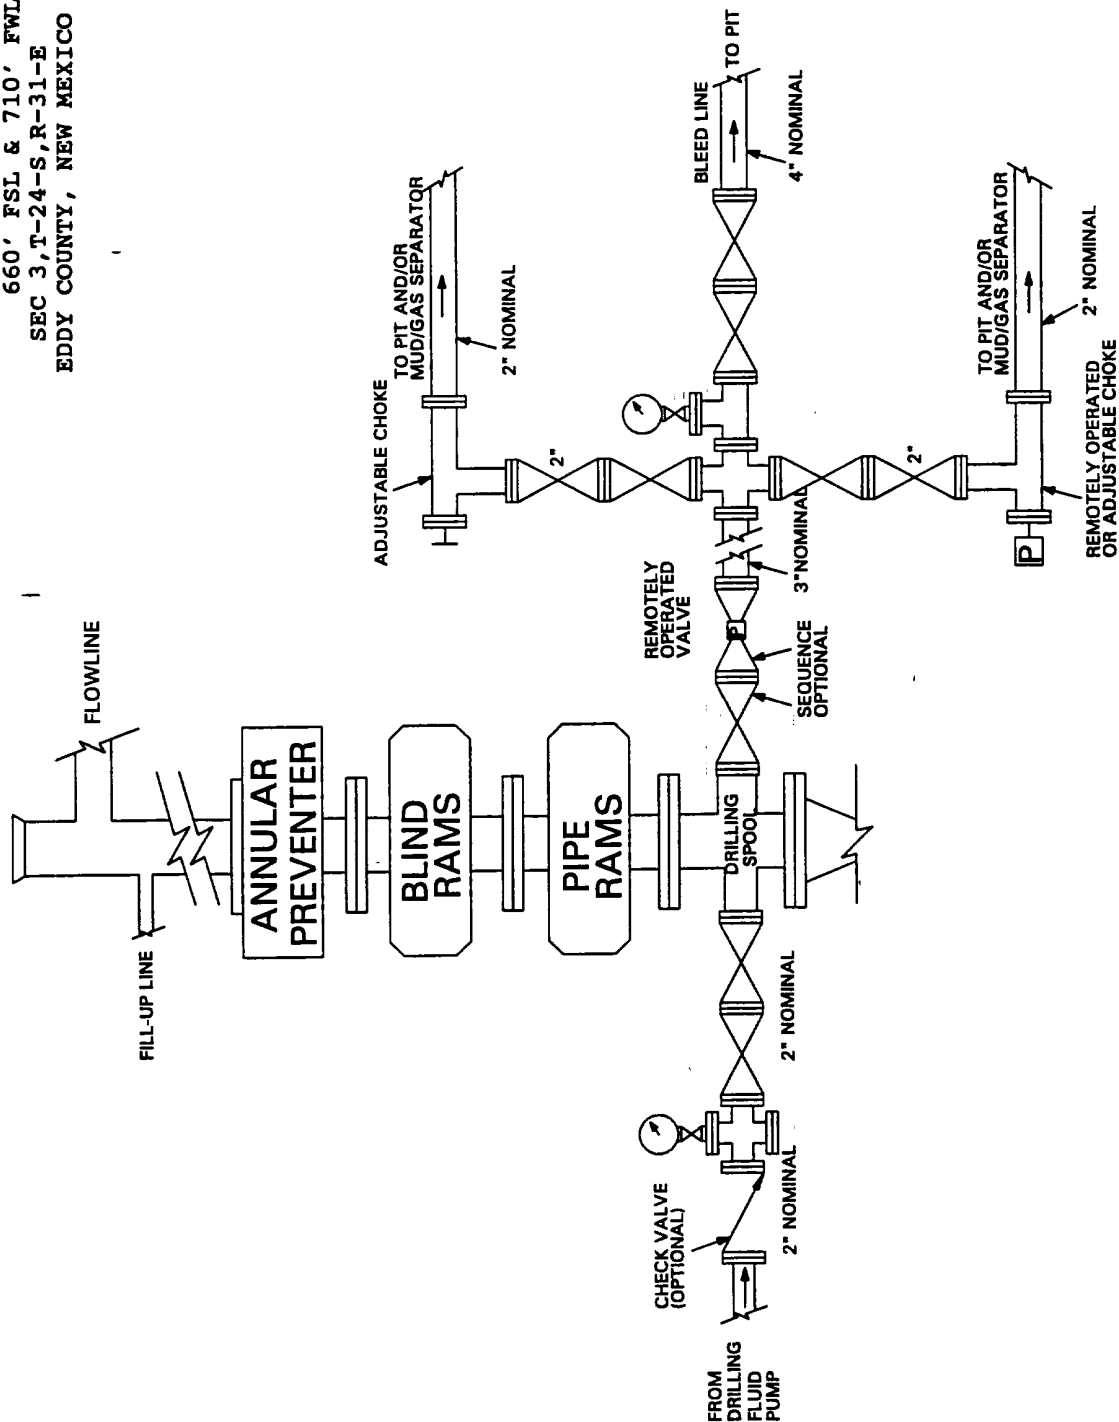 660' FSL & 710' FWL
SEC 3,T-24-S,R-31-E
EDDY COUNTY, NEW MEXICO
FILL-UP LINE
FLOWLINE
ANNULAR
PREVENTER
BLIND
RAMS
PIPE
RAMS
DRILLING
SPOOL
ADJUSTABLE CHOKE
TO PIT AND/OR
MUD/GAS SEPARATOR
2" NOMINAL
2"
BLEED LINE
TO PIT
4" NOMINAL
REMOTELY
OPERATED
VALVE
P
SEQUENCE
OPTIONAL
3"NOMINAL
2"
TO PIT AND/OR
MUD/GAS SEPARATOR
2" NOMINAL
P
REMOTELY OPERATED
OR ADJUSTABLE CHOKE
FROM
DRILLING
FLUID
PUMP
CHECK VALVE
(OPTIONAL)
2" NOMINAL
2" NOMINAL